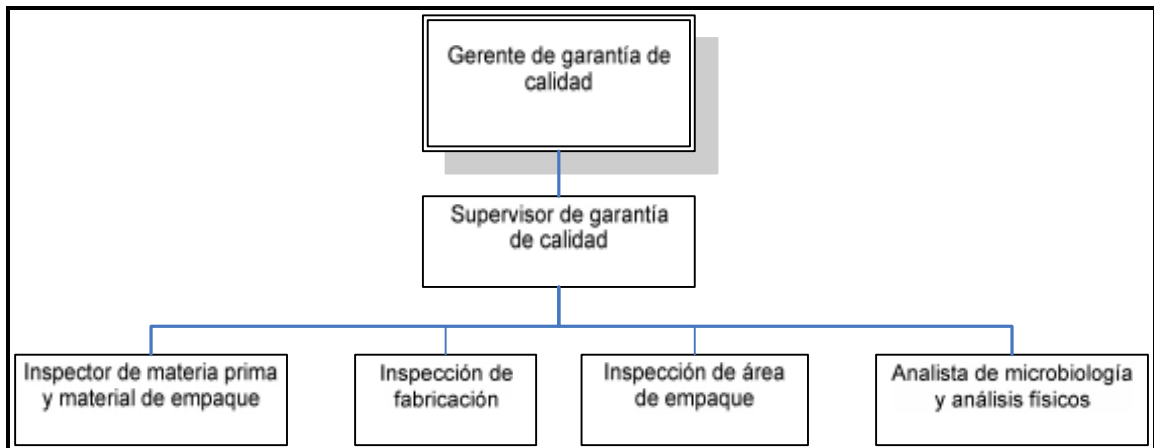 Gerente de garantía de
calidad
Supervisor de garantía
de calidad
Inspector de materia prima
y material de empaque
Inspección de
fabricación
Inspección de área
de empaque
Analista de microbiología
y análisis físicos